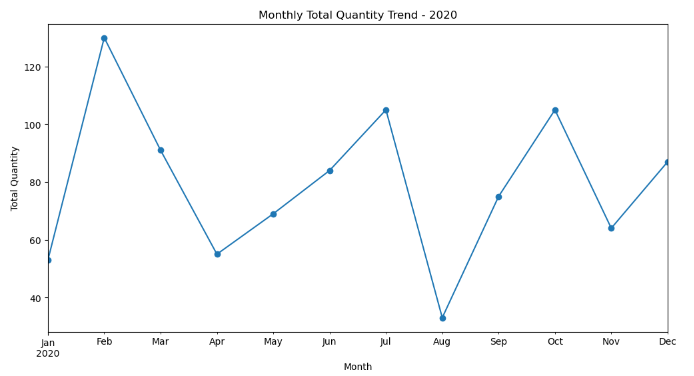 Monthly Total Quantity Trend - 2020
120
100
80
60
40
Total Quantity
Jan Feb Mar Apr May Jun Jul Aug Sep Oct Nov Dec
2020
Month